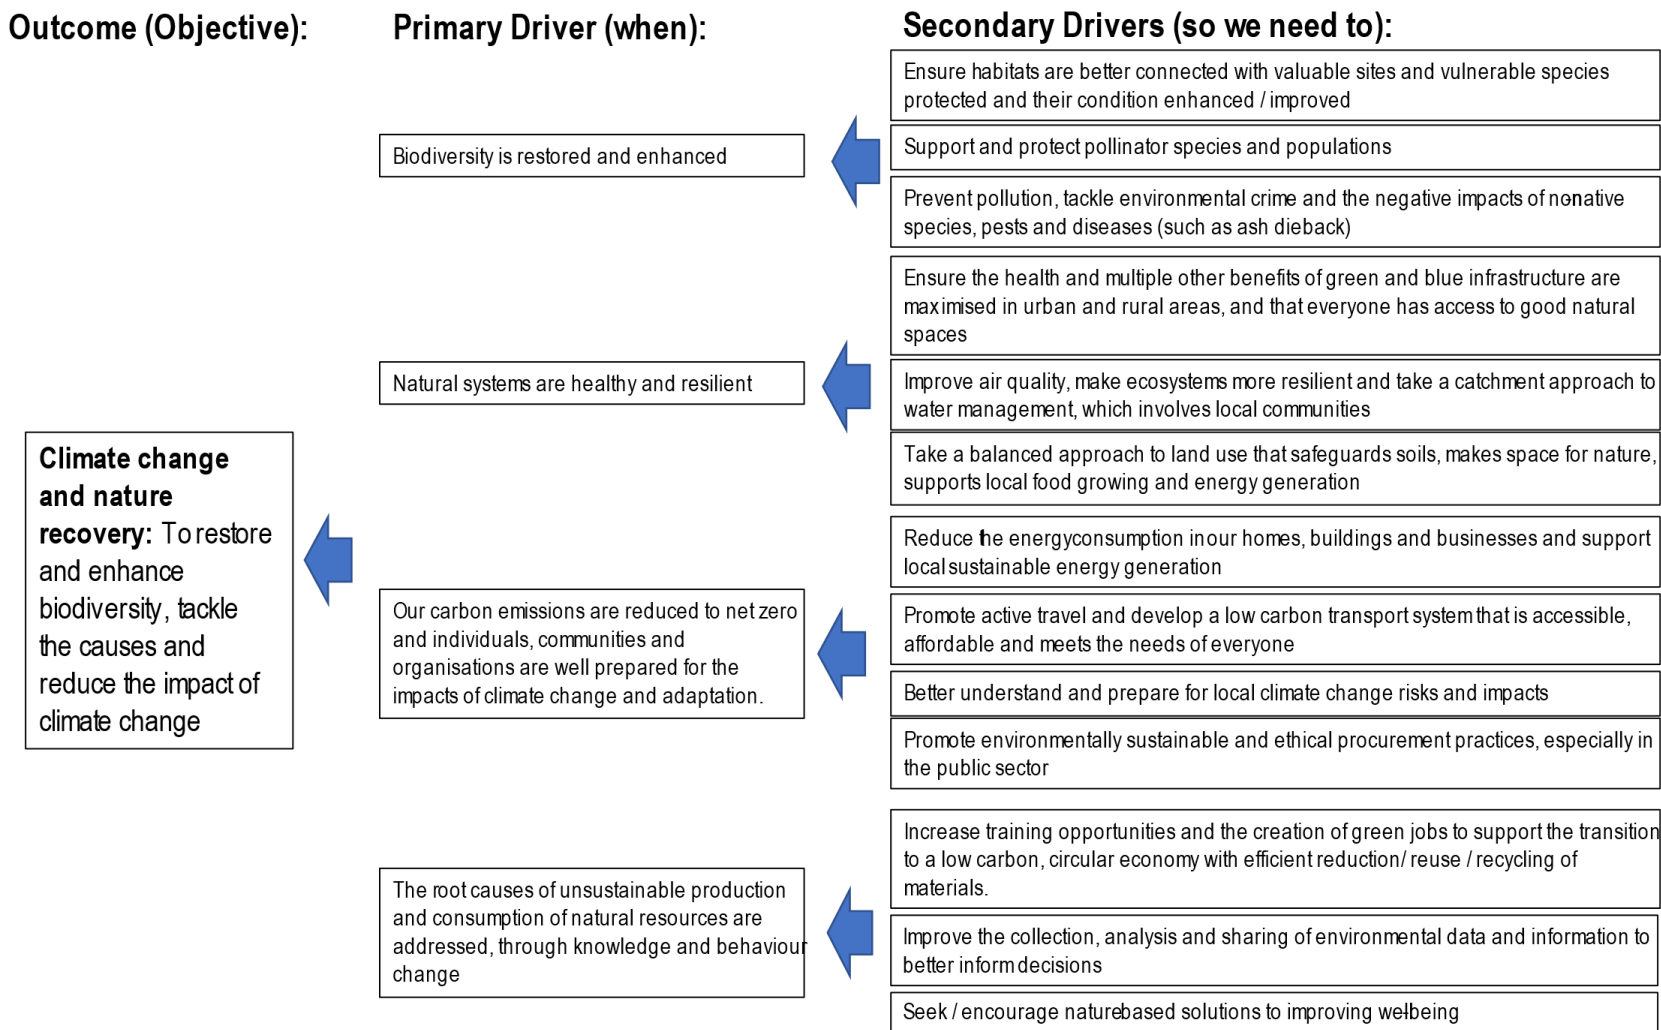 Outcome (Objective):
Primary Driver (when):
Secondary Drivers (so we need to):
Climate change
and nature
recovery: To restore
and enhance
biodiversity, tackle
the causes and
reduce the impact of
climate change
Biodiversity is restored and enhanced
Ensure habitats are better connected with valuable sites and vulnerable species
protected and their condition enhanced / improved
Support and protect pollinator species and populations
Prevent pollution, tackle environmental crime and the negative impacts of no-native
species, pests and diseases (such as ash dieback)
Natural systems are healthy and resilient
Ensure the health and multiple other benefits of green and blue infrastructure are
maximised in urban and rural areas, and that everyone has access to good natural
spaces
Improve air quality, make ecosystems more resilient and take a catchment approach to
water management, which involves local communities
Take a balanced approach to land use that safeguards soils, makes space for nature,
supports local food growing and energy generation
Our carbon emissions are reduced to net zero
and individuals, communities and
organisations are well prepared for the
impacts of climate change and adaptation.
Reduce the energyconsumption inour homes, buildings and businesses and support
local sustainable energy generation
Promote active travel and develop a low carbon transport system that is accessible,
affordable and meets the needs of everyone
Better understand and prepare for local climate change risks and impacts
Promote environmentally sustainable and ethical procurement practices, especially in
the public sector
The root causes of unsustainable production
and consumption of natural resources are
addressed, through knowledge and behaviour
change
Increase training opportunities and the creation of green jobs to support the transition
to a low carbon, circular economy with efficient reduction/ reuse / recycling of
materials.
Improve the collection, analysis and sharing of environmental data and information to
better inform decisions
Seek / encourage naturebased solutions to improving wel-being